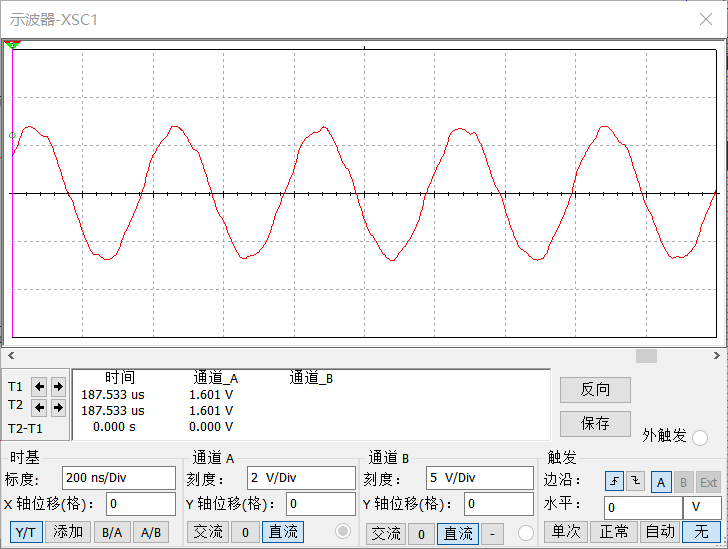 示波器-XSC1
T1
T2
T2-T1
时间 通道_A 通道_B
187.533 us 1.601 V
187.533 us 1.601 V
0.000 s 0.000 V
反向
保存
外触发
时基
标度: 200 ns/Div
X 轴位移(格): 0
Y/T 添加 B/A A/B
通道 A
刻度: 2 V/Div
Y 轴位移(格): 0
交流 0 直流
通道 B
刻度: 5 V/Div
Y 轴位移(格): 0
交流 0 直流 -
触发
边沿: A B Ext
水平: 0 V
单次 正常 自动 无